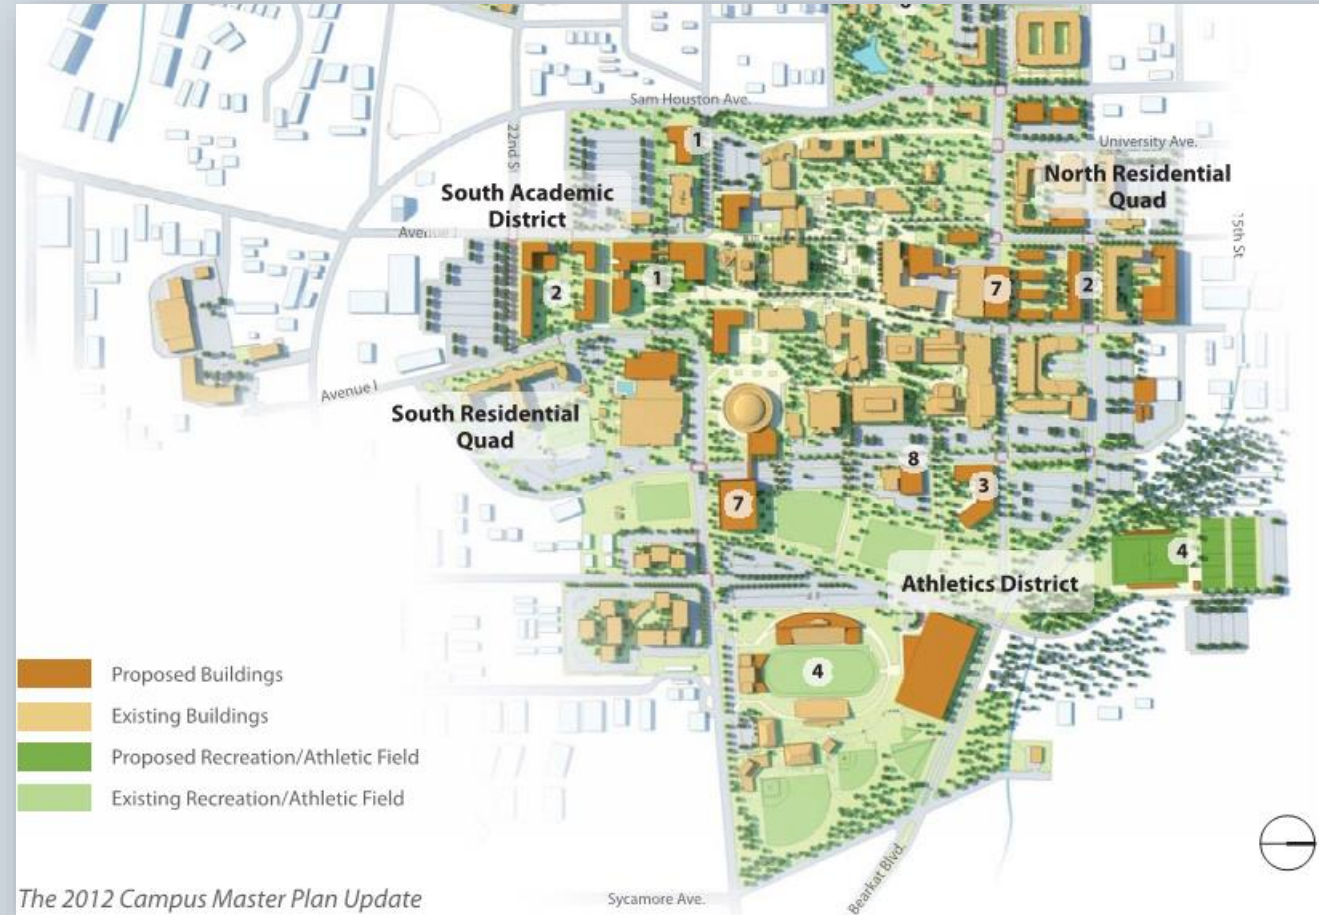 Sam Houston Ave.
22nd S
1
University Ave.
North Residential
Quad
South Academic
District
Avenue
15th St.
2
1
7
2
Avenue I
South Residential
Quad
8
3
7
4
Athletics District
4
Proposed Buildings
Existing Buildings
Proposed Recreation/Athletic Field
Existing Recreation/Athletic Field
Bearkat Blvd.
The 2012 Campus Master Plan Update
Sycamore Ave.